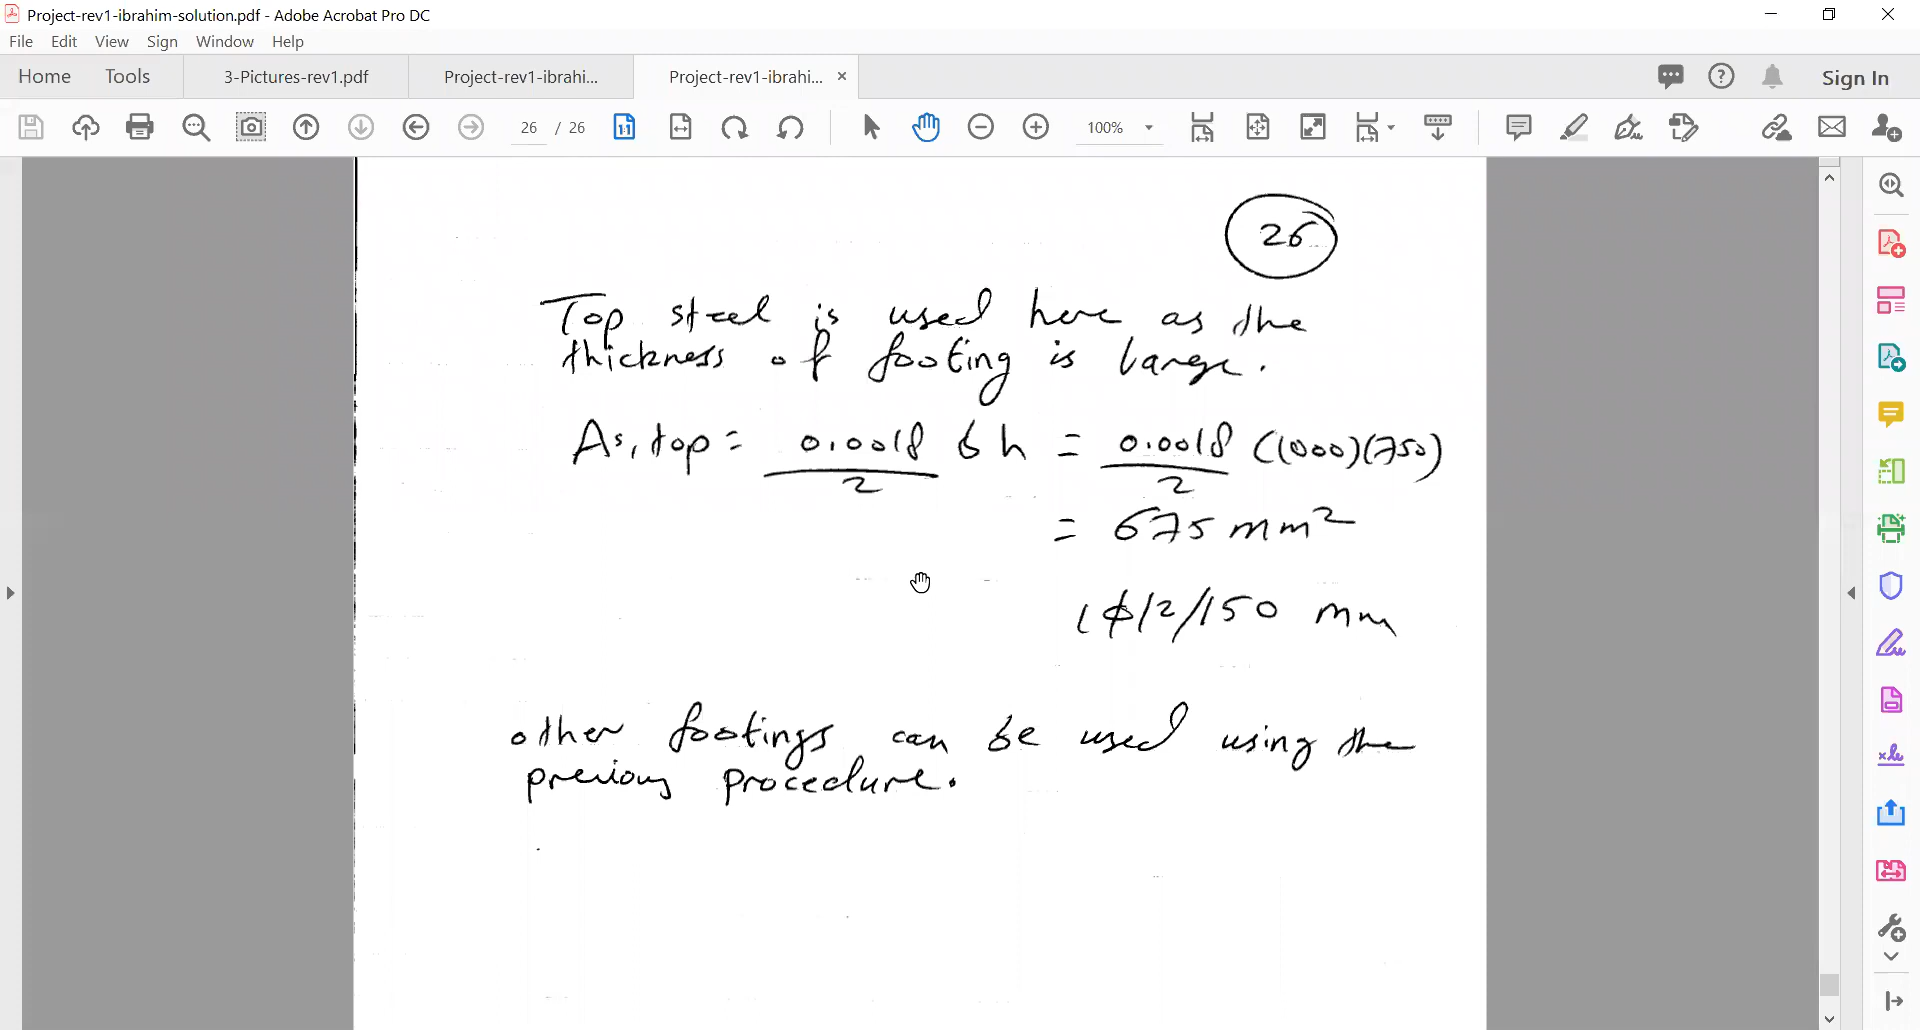 Project-rev1-ibrahim-solution.pdf - Adobe Acrobat Pro DC
File Edit View Sign Window Help
Home Tools 3-Pictures-rev1.pdf Project-rev1-ibrahi... Project-rev1-ibrahi... × Sign In
26 / 26 100%
26
Top steel is used here as the
thickness of footing is large.
As,top = 0.0018/2 b h = 0.0018/2 (1000)(750)
= 675 mm²
1ϕ12/150 mm
other footings can be used using the
previous procedure.